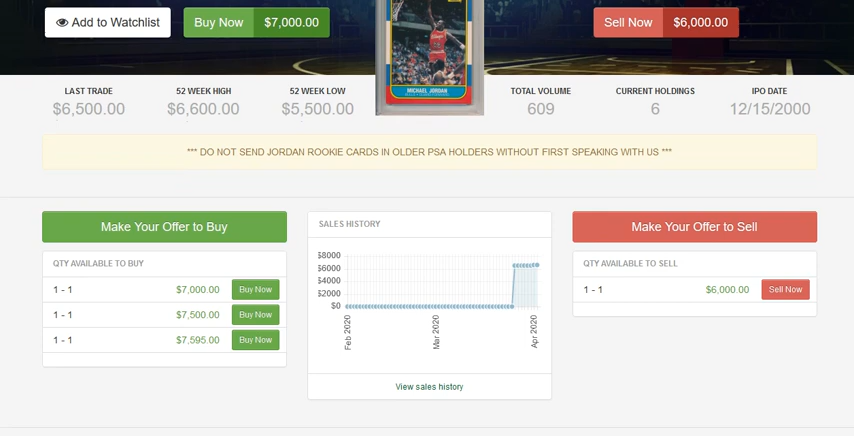 Add to Watchlist
Buy Now $7,000.00
Sell Now $6,000.00
MICHAEL JORDAN
LAST TRADE
$6,500.00
52 WEEK HIGH
$6,600.00
52 WEEK LOW
$5,500.00
TOTAL VOLUME
609
CURRENT HOLDINGS
6
IPO DATE
12/15/2000
*** DO NOT SEND JORDAN ROOKIE CARDS IN OLDER PSA HOLDERS WITHOUT FIRST SPEAKING WITH US ***
Make Your Offer to Buy
QTY AVAILABLE TO BUY
1 - 1 $7,000.00 Buy Now
1 - 1 $7,500.00 Buy Now
1 - 1 $7,595.00 Buy Now
SALES HISTORY
$8000
$6000
$4000
$2000
$0
Feb 2020
Mar 2020
Apr 2020
View sales history
Make Your Offer to Sell
QTY AVAILABLE TO SELL
1 - 1 $6,000.00 Sell Now